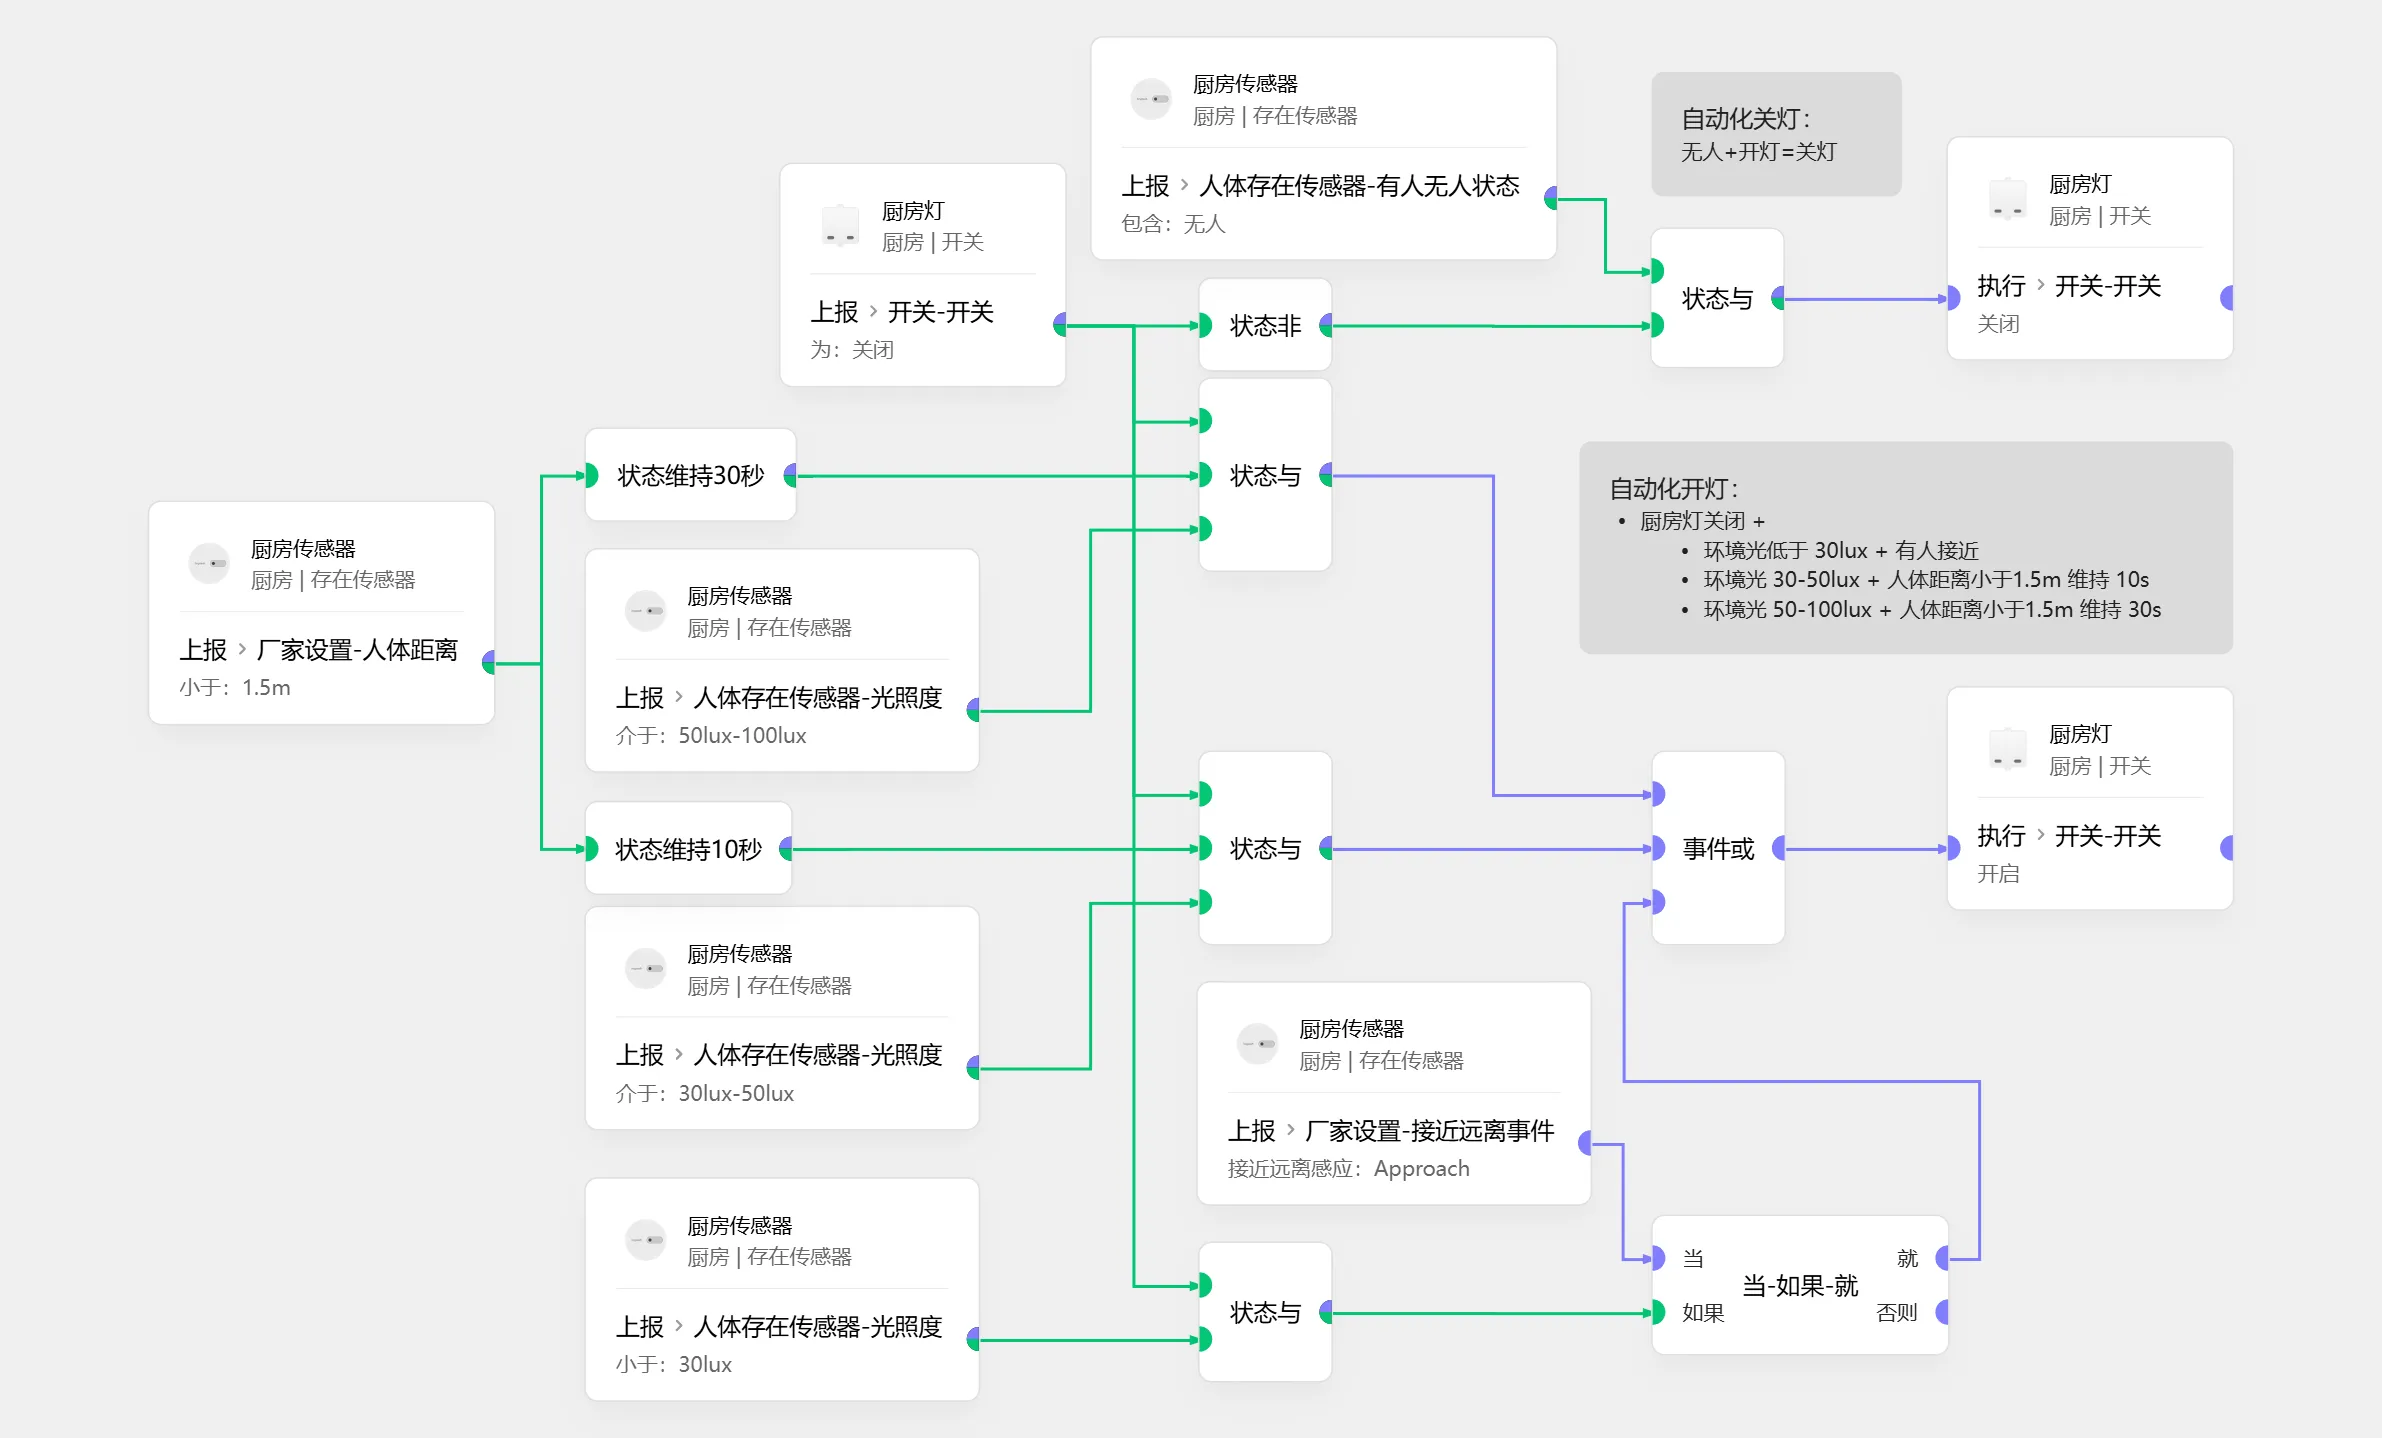 厨房传感器
厨房 | 存在传感器
上报 › 人体存在传感器-有人无人状态
包含：无人
自动化关灯：
无人+开灯=关灯
厨房灯
厨房 | 开关
执行 › 开关-开关
关闭
厨房灯
厨房 | 开关
上报 › 开关-开关
为：关闭
状态非
状态与
状态与
状态维持30秒
厨房传感器
厨房 | 存在传感器
上报 › 厂家设置-人体距离
小于：1.5m
自动化开灯：
• 厨房灯关闭 +
• 环境光低于 30lux + 有人接近
• 环境光 30-50lux + 人体距离小于1.5m 维持 10s
• 环境光 50-100lux + 人体距离小于1.5m 维持 30s
厨房传感器
厨房 | 存在传感器
上报 › 人体存在传感器-光照度
介于：50lux-100lux
状态维持10秒
状态与
事件或
厨房灯
厨房 | 开关
执行 › 开关-开关
开启
厨房传感器
厨房 | 存在传感器
上报 › 人体存在传感器-光照度
介于：30lux-50lux
厨房传感器
厨房 | 存在传感器
上报 › 厂家设置-接近远离事件
接近远离感应：Approach
厨房传感器
厨房 | 存在传感器
上报 › 人体存在传感器-光照度
小于：30lux
状态与
当
就
当-如果-就
如果
否则